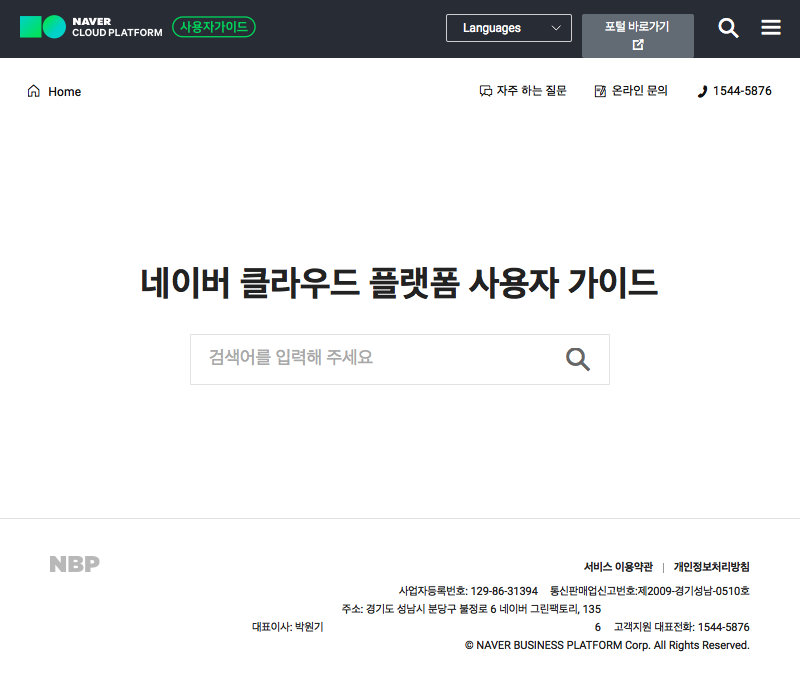 NAVER
CLOUD PLATFORM
사용자가이드
Languages
포털 바로가기
Home
자주 하는 질문
온라인 문의
1544-5876
네이버 클라우드 플랫폼 사용자 가이드
검색어를 입력해 주세요
NBP
서비스 이용약관 | 개인정보처리방침
사업자등록번호: 129-86-31394 통신판매업신고번호:제2009-경기성남-0510호
주소: 경기도 성남시 분당구 불정로 6 네이버 그린팩토리, 135
대표이사: 박원기 6 고객지원 대표전화: 1544-5876
© NAVER BUSINESS PLATFORM Corp. All Rights Reserved.